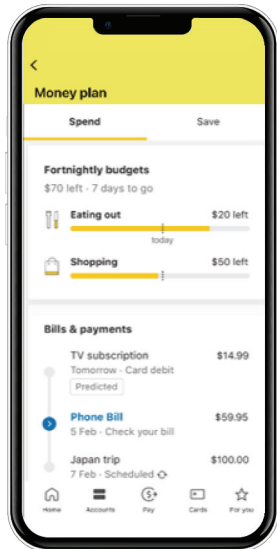 Money plan
Spend Save
Fortnightly budgets
$70 left - 7 days to go
Eating out $20 left
today
Shopping $50 left
Bills & payments
TV subscription $14.99
Tomorrow - Card debit
Predicted
Phone Bill $59.95
5 Feb - Check your bill
Japan trip $100.00
7 Feb - Scheduled
Home Accounts Pay Cards For you